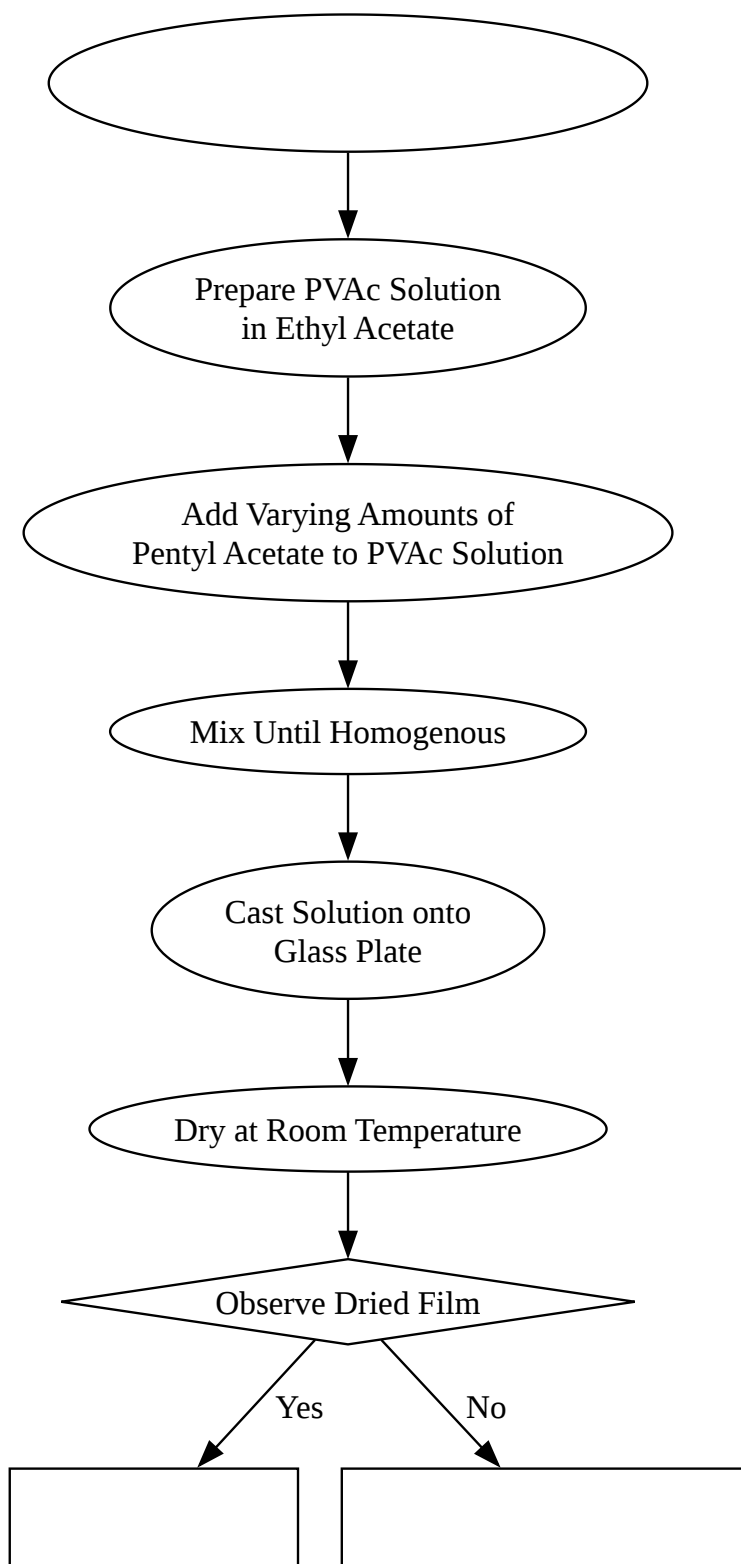 Prepare PVAc Solution
in Ethyl Acetate
Add Varying Amounts of
Pentyl Acetate to PVAc Solution
Mix Until Homogenous
Cast Solution onto
Glass Plate
Dry at Room Temperature
Observe Dried Film
Yes
No